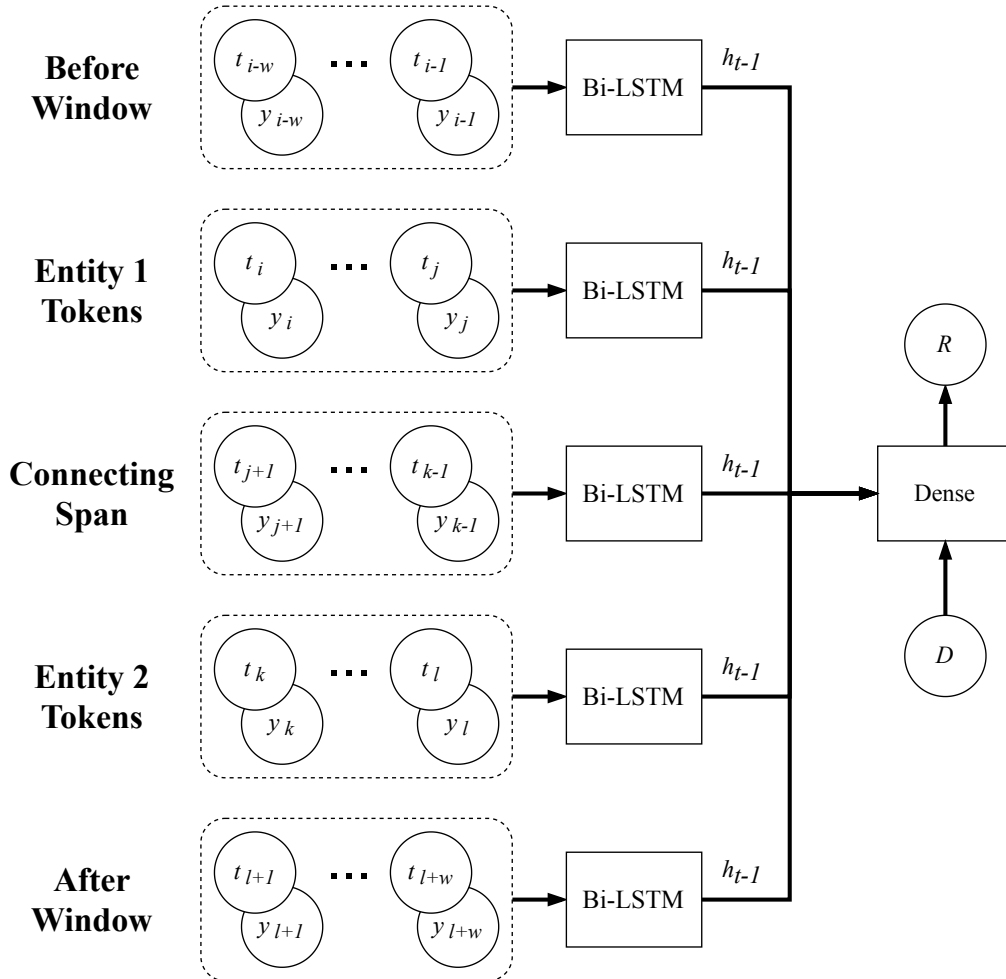 Before
Window
t i-w
t i-1
y i-w
y i-1
Bi-LSTM
h t-1
Entity 1
Tokens
t i
t j
y i
y j
Bi-LSTM
h t-1
Connecting
Span
t j+1
t k-1
y j+1
y k-1
Bi-LSTM
h t-1
Entity 2
Tokens
t k
t l
y k
y l
Bi-LSTM
h t-1
After
Window
t l+1
t l+w
y l+1
y l+w
Bi-LSTM
h t-1
R
Dense
D